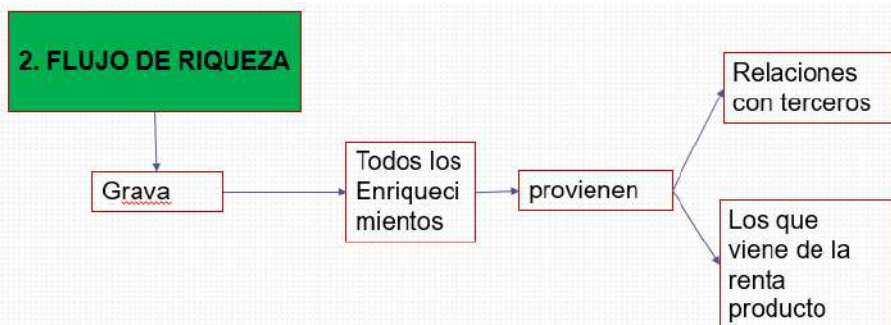 2. FLUJO DE RIQUEZA
Grava
Todos los
Enriqueci
mientos
provienen
Relaciones
con terceros
Los que
viene de la
renta
producto